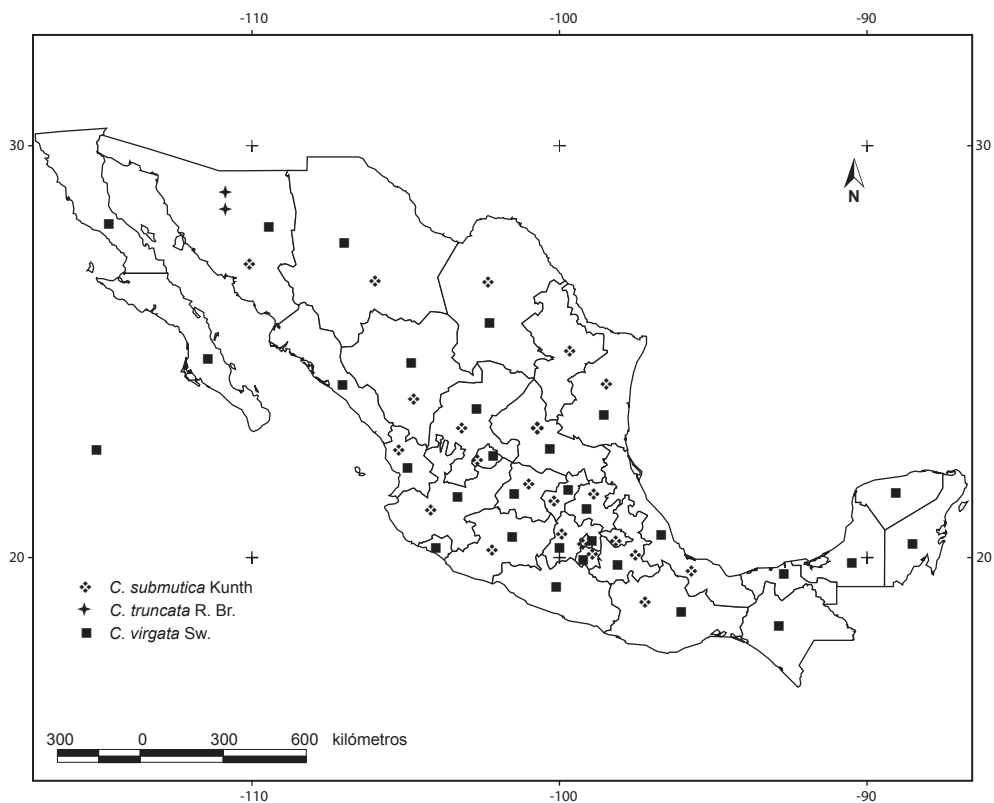 -110 -100 -90
30 30
N
20 20
C. submutica Kunth
C. truncata R. Br.
C. virgata Sw.
300 0 300 600 kilómetros
-110 -100 -90